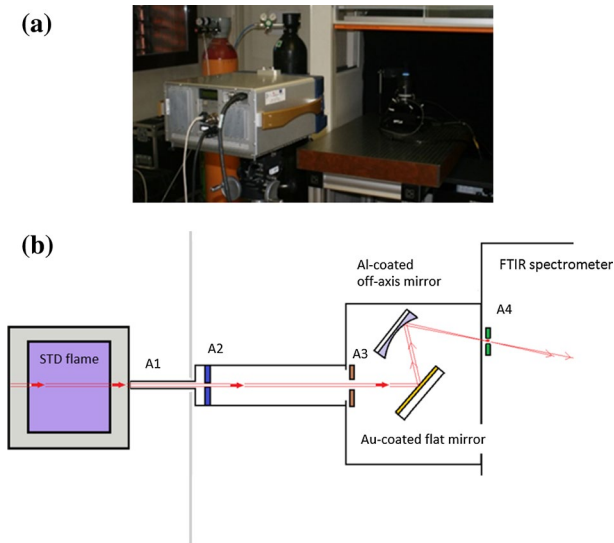 (a)
(b)
Al-coated
off-axis mirror
FTIR spectrometer
STD flame
A1
A2
A3
A4
Au-coated flat mirror